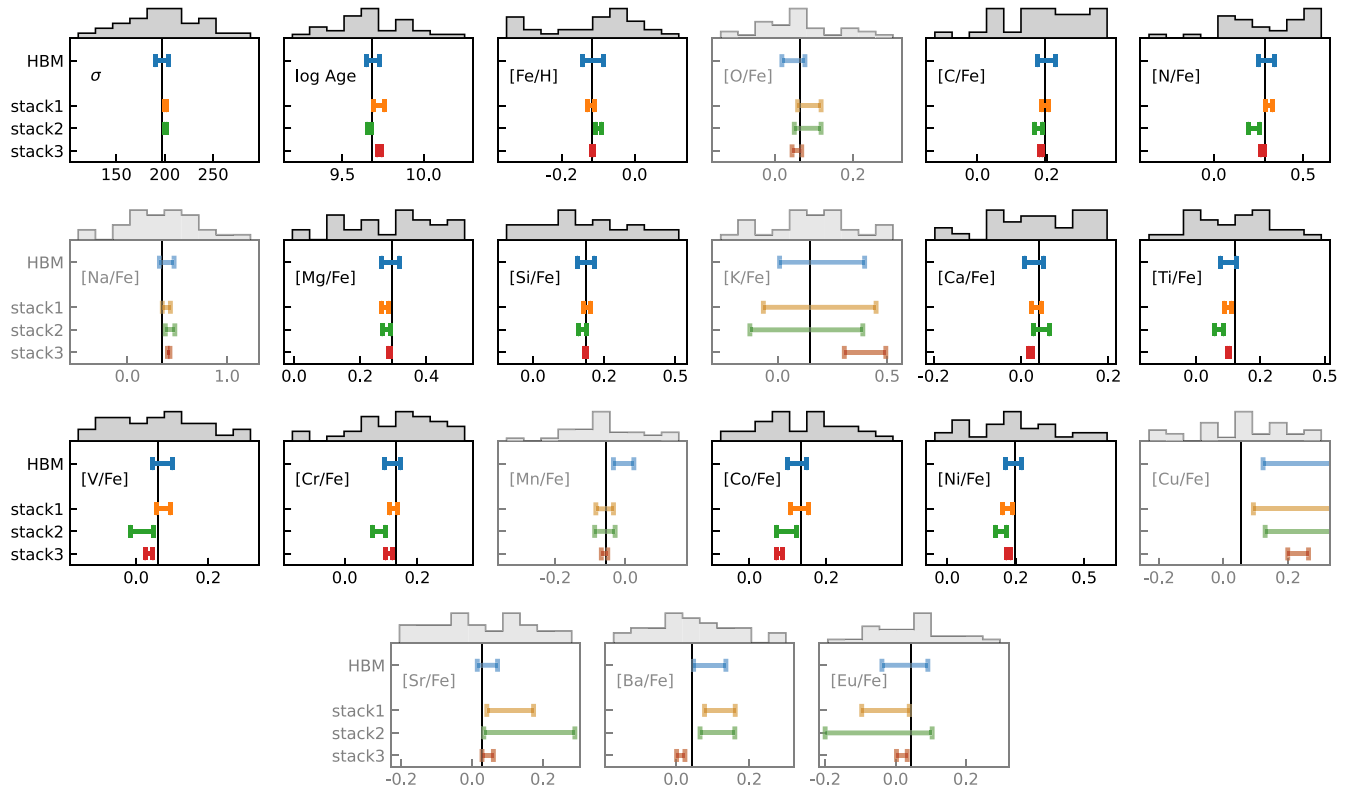 HBM
σ
log Age
[Fe/H]
[O/Fe]
[C/Fe]
[N/Fe]
stack1
stack2
stack3
150 200 250
9.5 10.0
-0.2 0.0
0.0 0.2
0.0 0.2
0.0 0.2 0.5
HBM
[Na/Fe]
[Mg/Fe]
[Si/Fe]
[K/Fe]
[Ca/Fe]
[Ti/Fe]
stack1
stack2
stack3
0.0 1.0
0.0 0.2 0.4
0.0 0.2 0.5
0.0 0.5
-0.2 0.0 0.2
0.0 0.2 0.5
HBM
[V/Fe]
[Cr/Fe]
[Mn/Fe]
[Co/Fe]
[Ni/Fe]
[Cu/Fe]
stack1
stack2
stack3
0.0 0.2
0.0 0.2
-0.2 0.0
0.0 0.2
0.0 0.2 0.5
-0.2 0.0 0.2
HBM
[Sr/Fe]
[Ba/Fe]
[Eu/Fe]
stack1
stack2
stack3
-0.2 0.0 0.2
0.0 0.2
-0.2 0.0 0.2